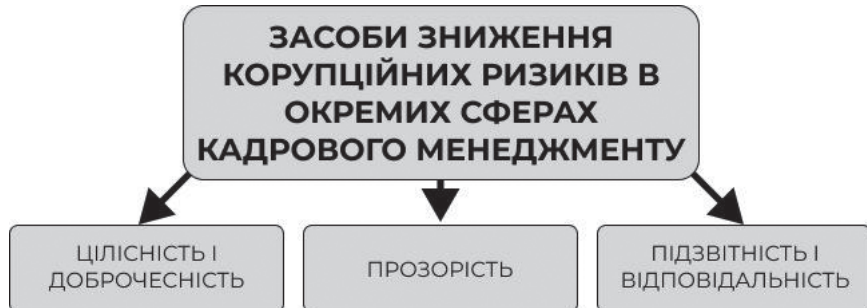 ЗАСОБИ ЗНИЖЕННЯ
КОРУПЦІЙНИХ РИЗИКІВ В
ОКРЕМИХ СФЕРАХ
КАДРОВОГО МЕНЕДЖМЕНТУ
ЦІЛІСНІСТЬ І
ДОБРОЧЕСНІСТЬ
ПРОЗОРІСТЬ
ПІДЗВІТНІСТЬ І
ВІДПОВІДАЛЬНІСТЬ